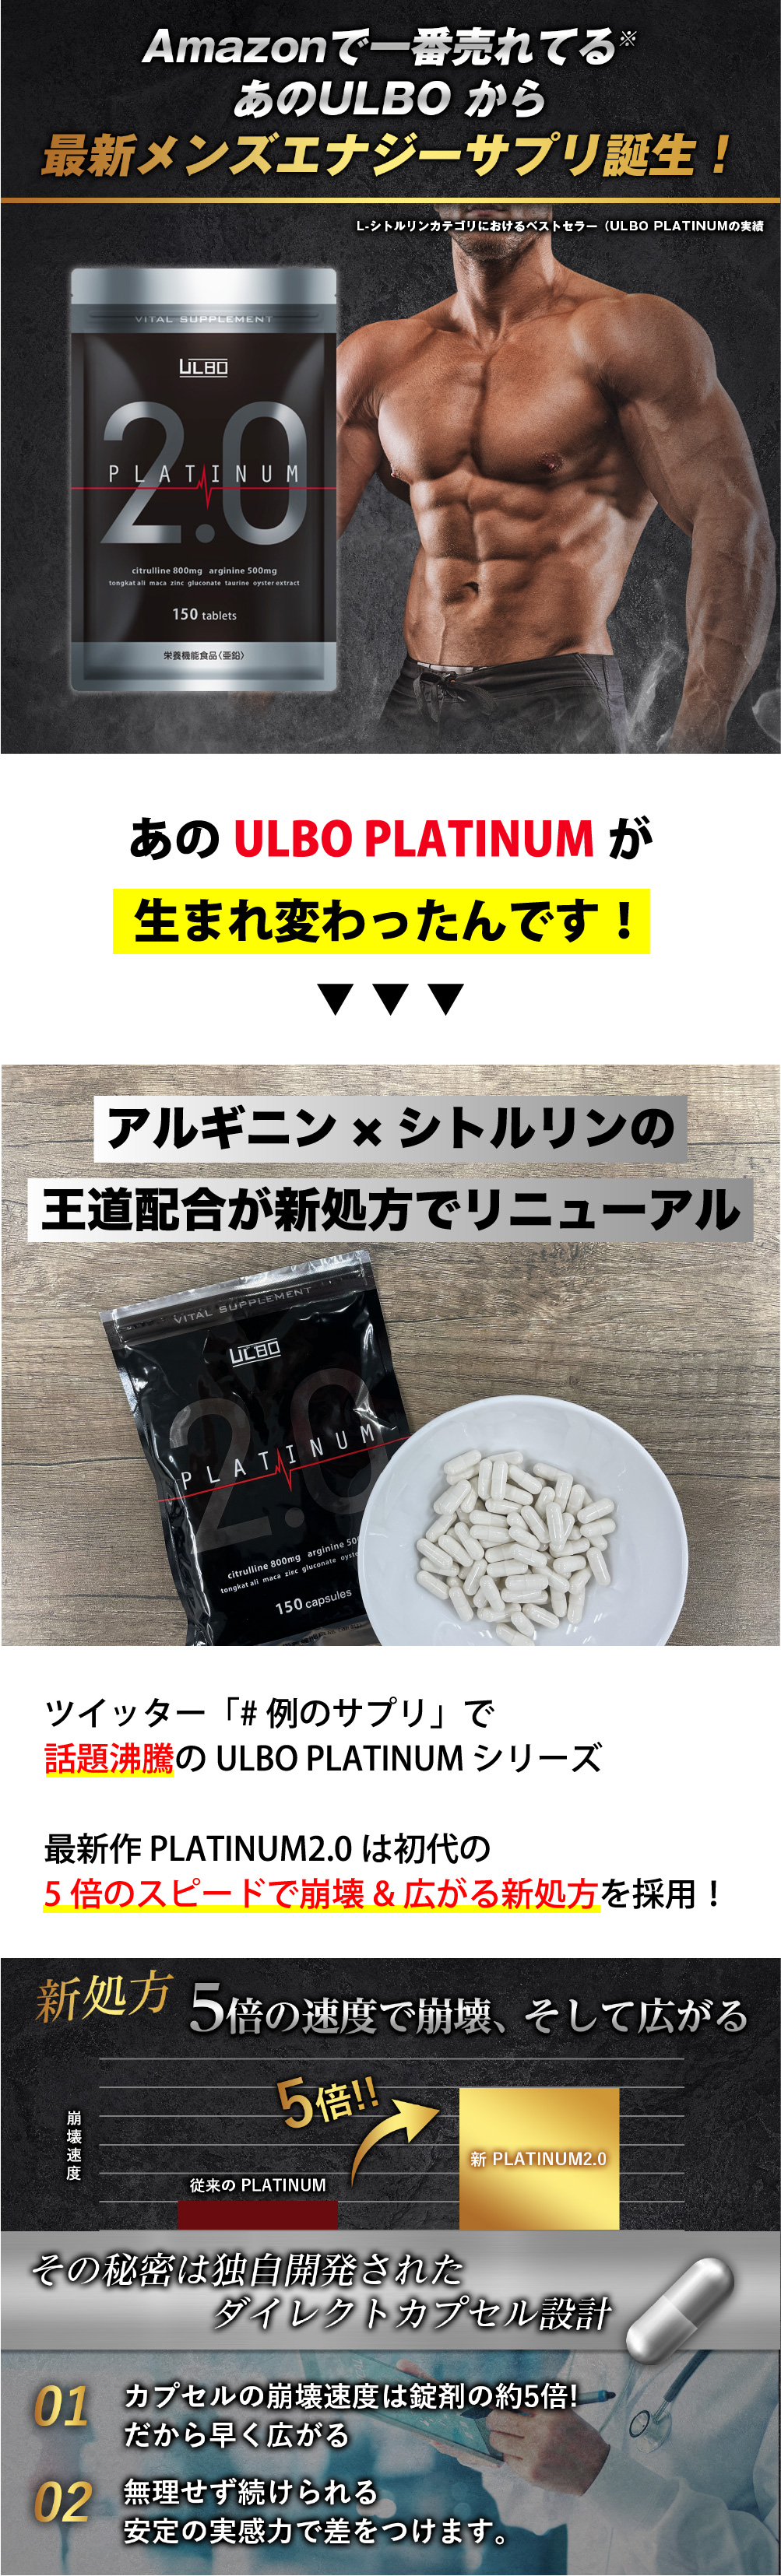 Amazonで一番売れてる※
あのULBO から
最新メンズエナジーサプリ誕生！
L-シトルリンカテゴリにおけるベストセラー（ULBO PLATINUMの実績
VITAL SUPPLEMENT
ULBO
2.0
PLATINUM
citrulline 800mg arginine 500mg
tongkat ali maca zinc gluconate taurine oyster extract
150 tablets
栄養機能食品〈亜鉛〉
あの ULBO PLATINUM が
生まれ変わったんです！
▼ ▼ ▼
アルギニン × シトルリンの
王道配合が新処方でリニューアル
VITAL SUPPLEMENT
ULBO
2.0
PLATINUM
citrulline 800mg arginine 500
tongkat ali maca zinc gluconate oyste
150 capsules
ツイッター「# 例のサプリ」で
話題沸騰の ULBO PLATINUM シリーズ
最新作 PLATINUM2.0 は初代の
5 倍のスピードで崩壊 & 広がる新処方を採用！
新処方 5倍の速度で崩壊、そして広がる
5倍!!
崩壊速度
従来の PLATINUM
新 PLATINUM2.0
その秘密は独自開発された
ダイレクトカプセル設計
01 カプセルの崩壊速度は錠剤の約5倍!
だから早く広がる
02 無理せず続けられる
安定の実感力で差をつけます。